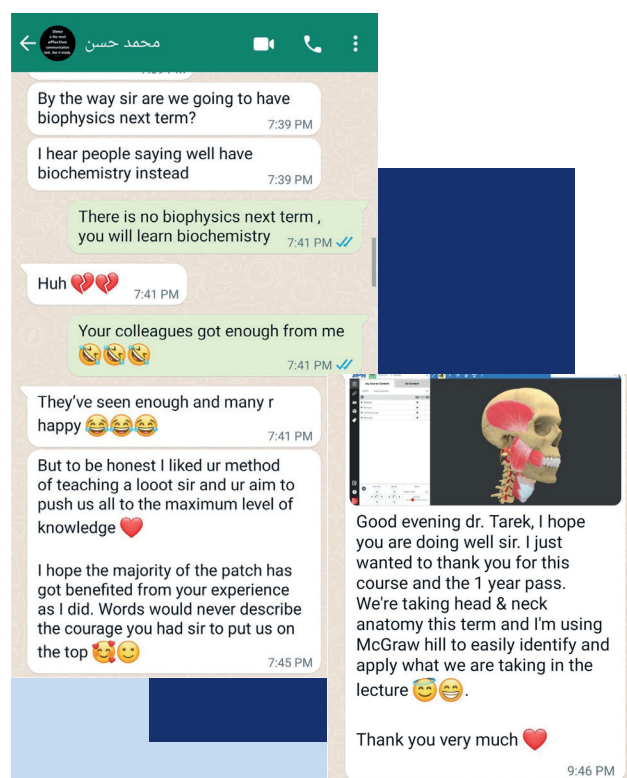 Silence
is the most
effective
محمد حسن
By the way sir are we going to have
biophysics next term?
7:39 PM
I hear people saying well have
biochemistry instead
7:39 PM
There is no biophysics next term ,
you will learn biochemistry
7:41 PM
Huh 💔💔
7:41 PM
Your colleagues got enough from me
🤣🤣🤣
7:41 PM
They’ve seen enough and many r
happy 😂😂😂
7:41 PM
But to be honest I liked ur method
of teaching a looot sir and ur aim to
push us all to the maximum level of
knowledge ❤️
I hope the majority of the patch has
got benefited from your experience
as I did. Words would never describe
the courage you had sir to put us on
the top 🥰🙂
7:45 PM
Good evening dr. Tarek, I hope
you are doing well sir. I just
wanted to thank you for this
course and the 1 year pass.
We're taking head & neck
anatomy this term and I'm using
McGraw hill to easily identify and
apply what we are taking in the
lecture 😇😁.
Thank you very much ❤️
9:46 PM